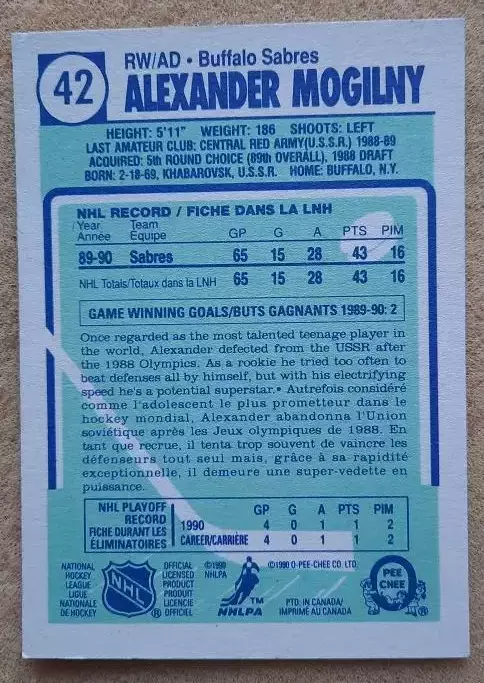 42
RW/AD • Buffalo Sabres
ALEXANDER MOGILNY
HEIGHT: 5'11" WEIGHT: 186 SHOOTS: LEFT
LAST AMATEUR CLUB: CENTRAL RED ARMY(U.S.S.R.) 1988-89
ACQUIRED: 5th ROUND CHOICE (89th OVERALL), 1988 DRAFT
BORN: 2-18-69, KHABAROVSK, U.S.S.R. HOME: BUFFALO, N.Y.
NHL RECORD / FICHE DANS LA LNH
Year Team
Année Équipe GP G A PTS PIM
89-90 Sabres 65 15 28 43 16
NHL Totals/Totaux dans la LNH 65 15 28 43 16
GAME WINNING GOALS/BUTS GAGNANTS 1989-90: 2
Once regarded as the most talented teenage player in
the world, Alexander defected from the USSR after
the 1988 Olympics. As a rookie he tried too often to
beat defenses all by himself, but with his electrifying
speed he's a potential superstar.• Autrefois considéré
comme l'adolescent le plus prometteur dans le
hockey mondial, Alexander abandonna l'Union
soviétique après les Jeux olympiques de 1988. En
tant que recrue, il tenta trop souvent de vaincre les
défenseurs tout seul mais, grâce à sa rapidité
exceptionnelle, il demeure une super-vedette en
puissance.
NHL PLAYOFF
RECORD
FICHE DURANT LES
ÉLIMINATOIRES
GP G A PTS PIM
1990 4 0 1 1 2
CAREER/CARRIÈRE 4 0 1 1 2
NATIONAL
HOCKEY
LEAGUE
LIGUE
NATIONALE
DE HOCKEY
NHL
®
OFFICIAL
LICENSED
PRODUCT
PRODUIT
LICENCIE
OFFICIEL
©1990
NHLPA
TM
NHLPA
©1990 O-PEE-CHEE CO. LTD
PTD. IN CANADA/
IMPRIMÉ AU CANADA
O
PEE
CHEE
®